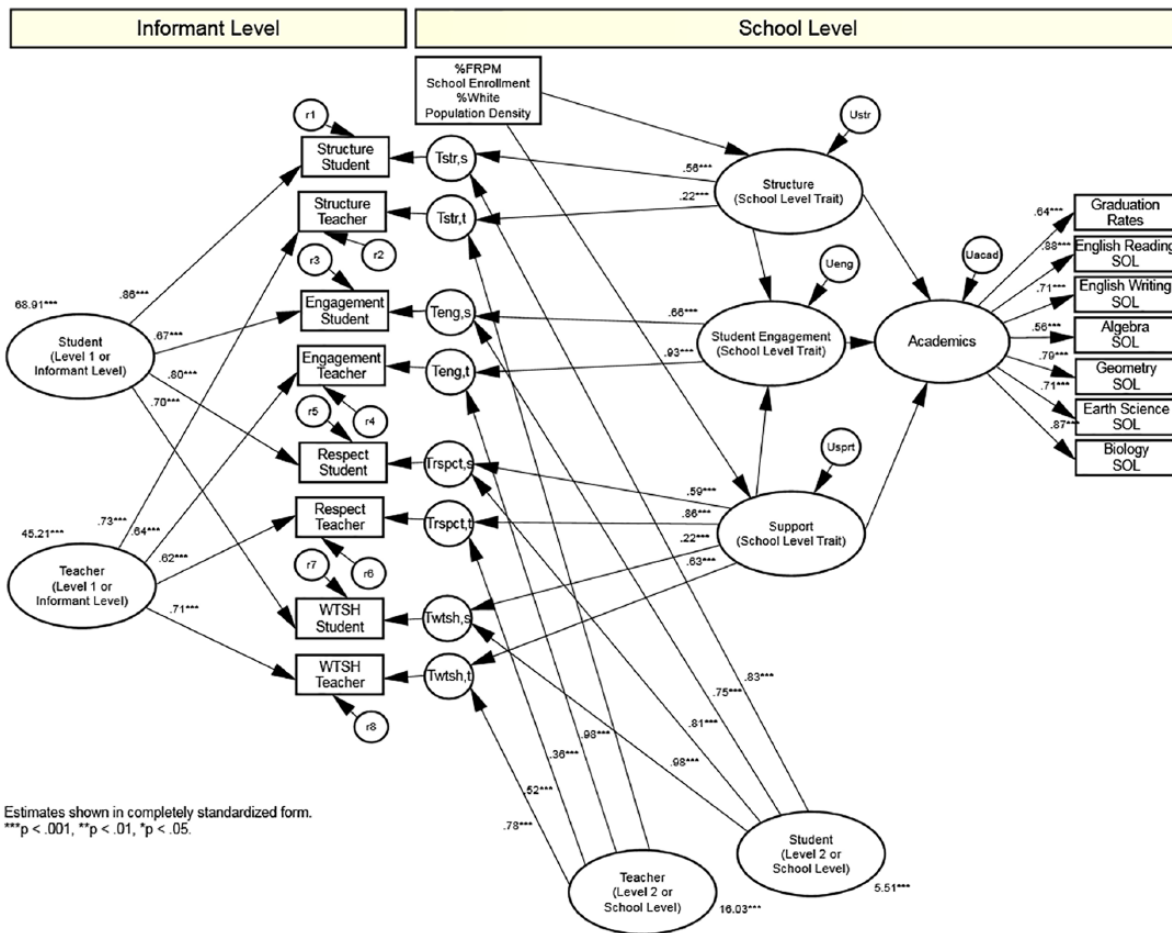 Informant Level
School Level
%FRPM
School Enrollment
%White
Population Density
r1
Structure
Student
Tstr,s
Ustr
Structure
(School Level Trait)
.56***
.22***
Structure
Teacher
Tstr,t
r2
r3
Engagement
Student
Teng,s
Ueng
.66***
Student Engagement
(School Level Trait)
.93***
Engagement
Teacher
Teng,t
r4
r5
Respect
Student
Trspct,s
Usprt
.59***
.86***
.22***
.63***
Support
(School Level Trait)
Respect
Teacher
Trspct,t
r6
r7
WTSH
Student
Twtsh,s
WTSH
Teacher
Twtsh,t
r8
68.91***
Student
(Level 1 or
Informant Level)
.86***
.67***
.80***
.70***
45.21***
Teacher
(Level 1 or
Informant Level)
.73***
.64***
.62***
.71***
Uacad
Academics
.64***
.88***
.71***
.56***
.79***
.71***
.87***
Graduation
Rates
English Reading
SOL
English Writing
SOL
Algebra
SOL
Geometry
SOL
Earth Science
SOL
Biology
SOL
.83***
.75***
.81***
.98***
.98***
.36***
.52***
.78***
Student
(Level 2 or
School Level)
5.51***
Teacher
(Level 2 or
School Level)
16.03***
Estimates shown in completely standardized form.
***p < .001, **p < .01, *p < .05.